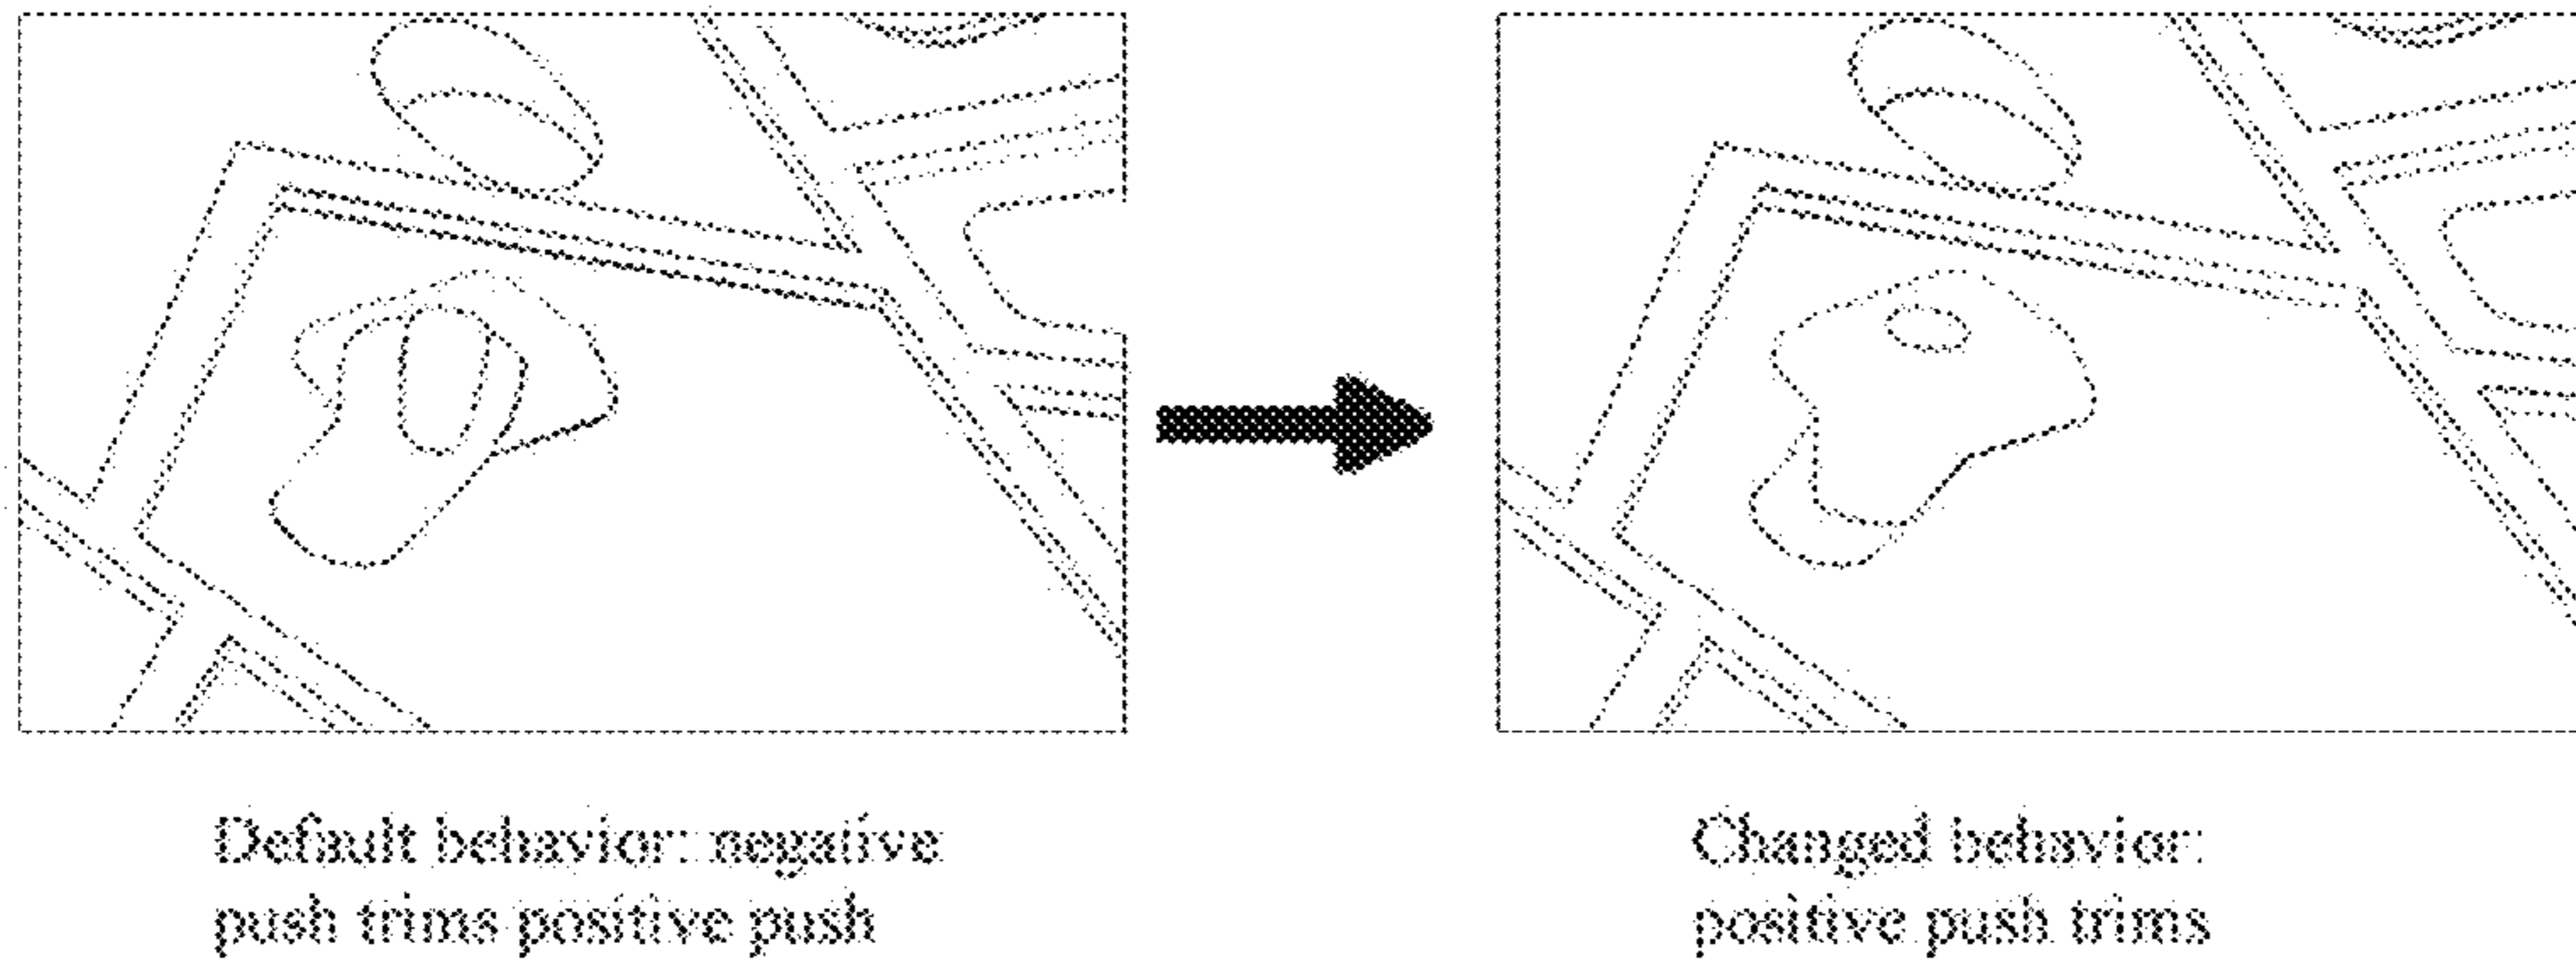 Default behavior: negative
push trims positive push
Changed behavior:
positive push trims